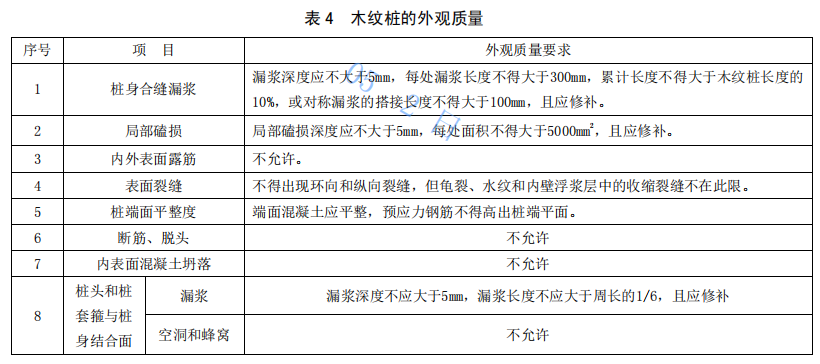 表 4 木纹桩的外观质量
序号 项 目 外观质量要求
1 桩身合缝漏浆 漏浆深度应不大于5mm，每处漏浆长度不得大于300mm，累计长度不得大于木纹桩长度的
10%，或对称漏浆的搭接长度不得大于100mm，且应修补。
2 局部磕损 局部磕损深度应不大于5mm，每处面积不得大于5000mm²，且应修补。
3 内外表面露筋 不允许。
4 表面裂缝 不得出现环向和纵向裂缝，但龟裂、水纹和内壁浮浆层中的收缩裂缝不在此限。
5 桩端面平整度 端面混凝土应平整，预应力钢筋不得高出桩端平面。
6 断筋、脱头 不允许
7 内表面混凝土坍落 不允许
8 桩头和桩套箍与桩身结合面 漏浆 漏浆深度不应大于5mm，漏浆长度不应大于周长的1/6，且应修补
空洞和蜂窝 不允许